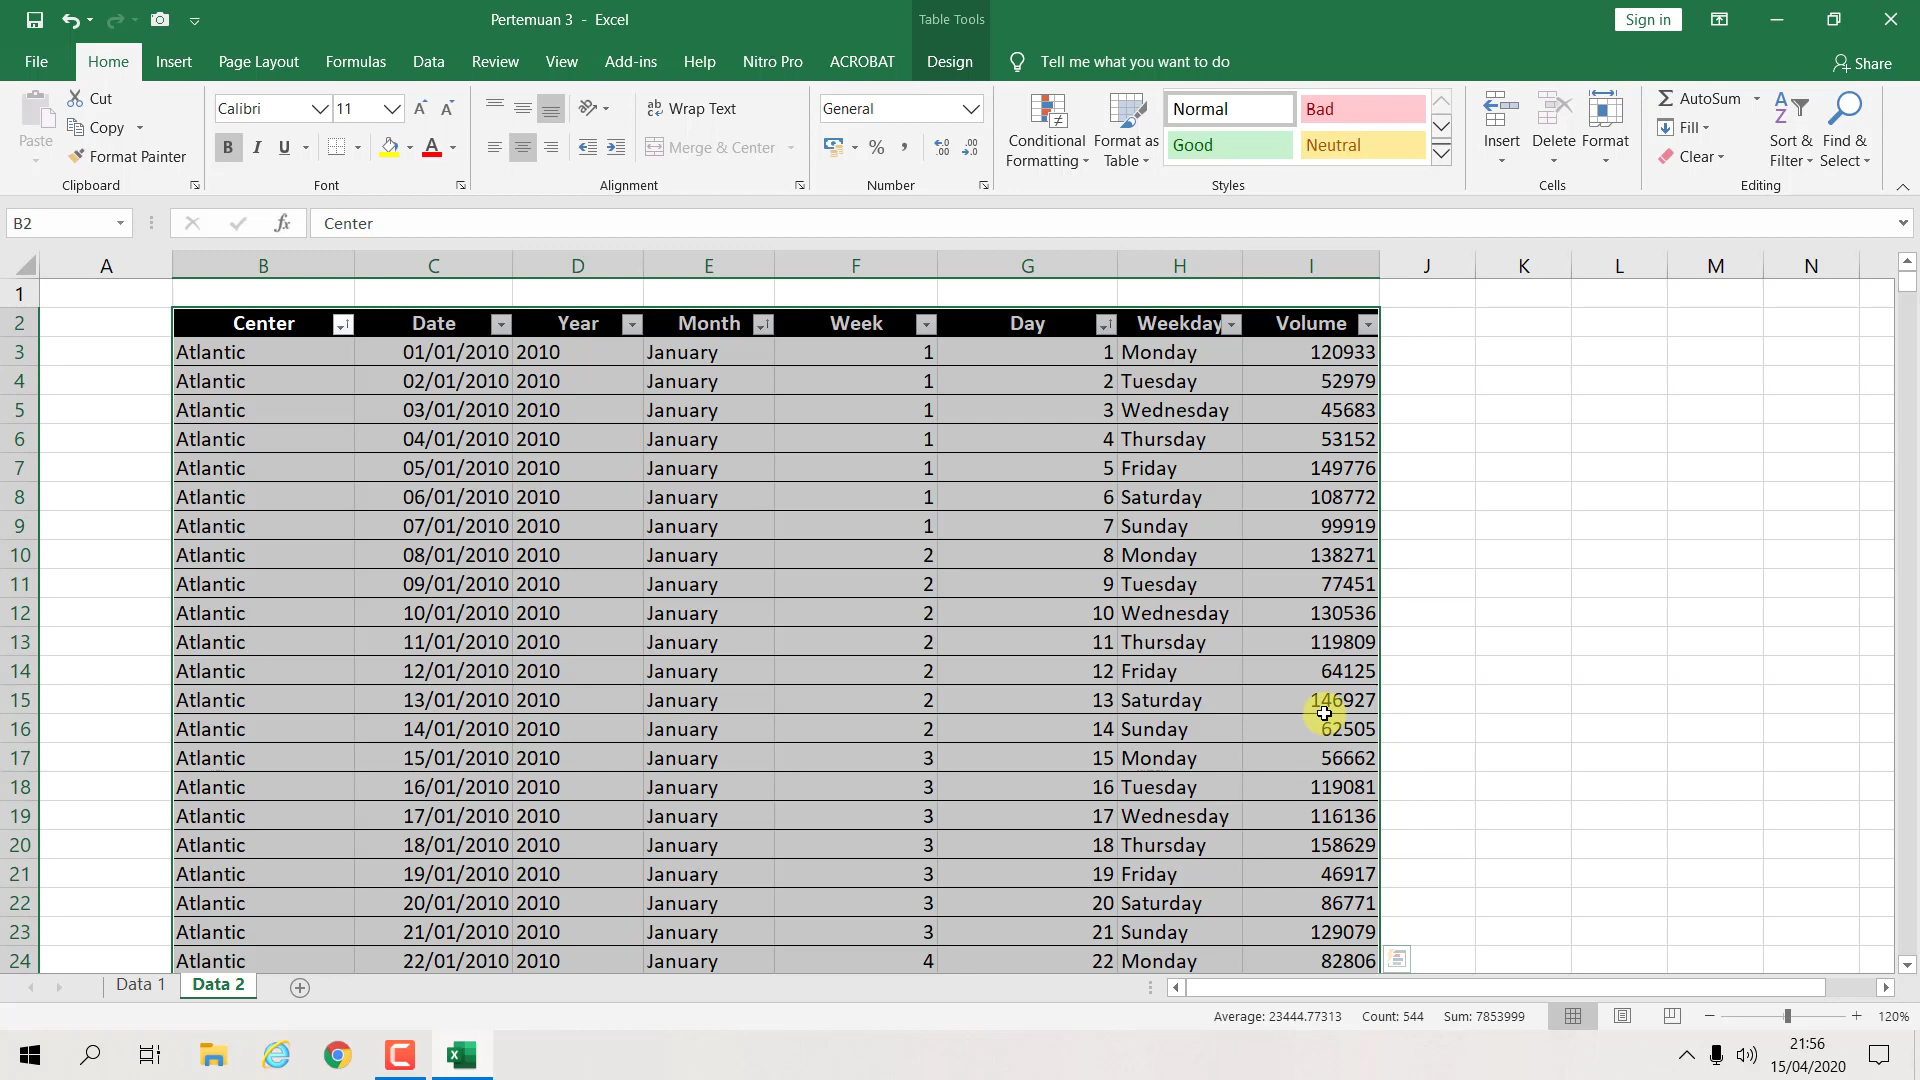 Pertemuan 3 - Excel
Table Tools
Sign in
File Home Insert Page Layout Formulas Data Review View Add-ins Help Nitro Pro ACROBAT Design Tell me what you want to do Share
Paste
Cut
Copy
Format Painter
Clipboard
Calibri 11
B I U
Font
Wrap Text
Merge & Center
Alignment
General
% ,
Number
Conditional Formatting
Format as Table
Normal Bad
Good Neutral
Styles
Insert Delete Format
Cells
AutoSum
Fill
Clear
Sort & Filter
Find & Select
Editing
B2 fx Center
A B C D E F G H I J K L M N
1
2 Center Date Year Month Week Day Weekday Volume
3 Atlantic 01/01/2010 2010 January 1 1 Monday 120933
4 Atlantic 02/01/2010 2010 January 1 2 Tuesday 52979
5 Atlantic 03/01/2010 2010 January 1 3 Wednesday 45683
6 Atlantic 04/01/2010 2010 January 1 4 Thursday 53152
7 Atlantic 05/01/2010 2010 January 1 5 Friday 149776
8 Atlantic 06/01/2010 2010 January 1 6 Saturday 108772
9 Atlantic 07/01/2010 2010 January 1 7 Sunday 99919
10 Atlantic 08/01/2010 2010 January 2 8 Monday 138271
11 Atlantic 09/01/2010 2010 January 2 9 Tuesday 77451
12 Atlantic 10/01/2010 2010 January 2 10 Wednesday 130536
13 Atlantic 11/01/2010 2010 January 2 11 Thursday 119809
14 Atlantic 12/01/2010 2010 January 2 12 Friday 64125
15 Atlantic 13/01/2010 2010 January 2 13 Saturday 146927
16 Atlantic 14/01/2010 2010 January 2 14 Sunday 62505
17 Atlantic 15/01/2010 2010 January 3 15 Monday 56662
18 Atlantic 16/01/2010 2010 January 3 16 Tuesday 119081
19 Atlantic 17/01/2010 2010 January 3 17 Wednesday 116136
20 Atlantic 18/01/2010 2010 January 3 18 Thursday 158629
21 Atlantic 19/01/2010 2010 January 3 19 Friday 46917
22 Atlantic 20/01/2010 2010 January 3 20 Saturday 86771
23 Atlantic 21/01/2010 2010 January 3 21 Sunday 129079
24 Atlantic 22/01/2010 2010 January 4 22 Monday 82806
Data 1 Data 2
Average: 23444.77313 Count: 544 Sum: 7853999 120%
21:56
15/04/2020